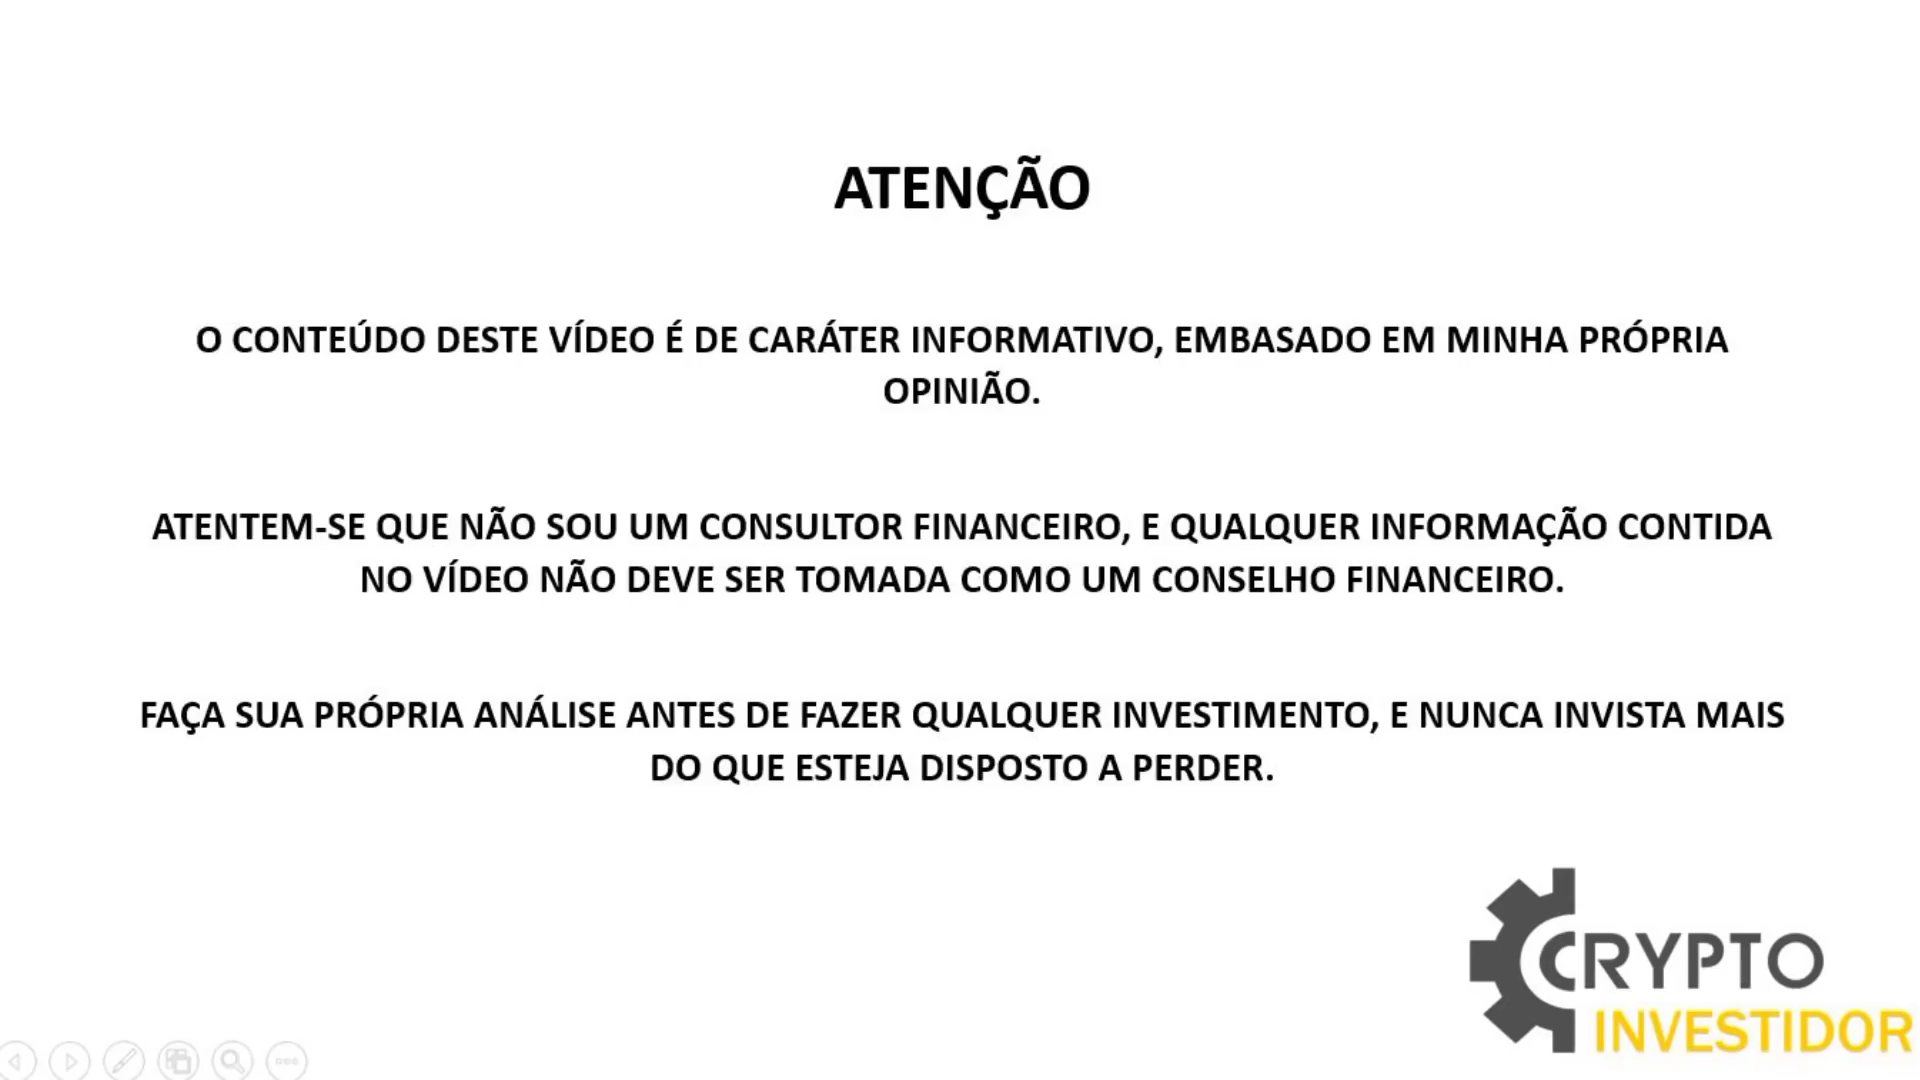 ATENÇÃO
O CONTEÚDO DESTE VÍDEO É DE CARÁTER INFORMATIVO, EMBASADO EM MINHA PRÓPRIA
OPINIÃO.
ATENTEM-SE QUE NÃO SOU UM CONSULTOR FINANCEIRO, E QUALQUER INFORMAÇÃO CONTIDA
NO VÍDEO NÃO DEVE SER TOMADA COMO UM CONSELHO FINANCEIRO.
FAÇA SUA PRÓPRIA ANÁLISE ANTES DE FAZER QUALQUER INVESTIMENTO, E NUNCA INVISTA MAIS
DO QUE ESTEJA DISPOSTO A PERDER.
CRYPTO
INVESTIDOR